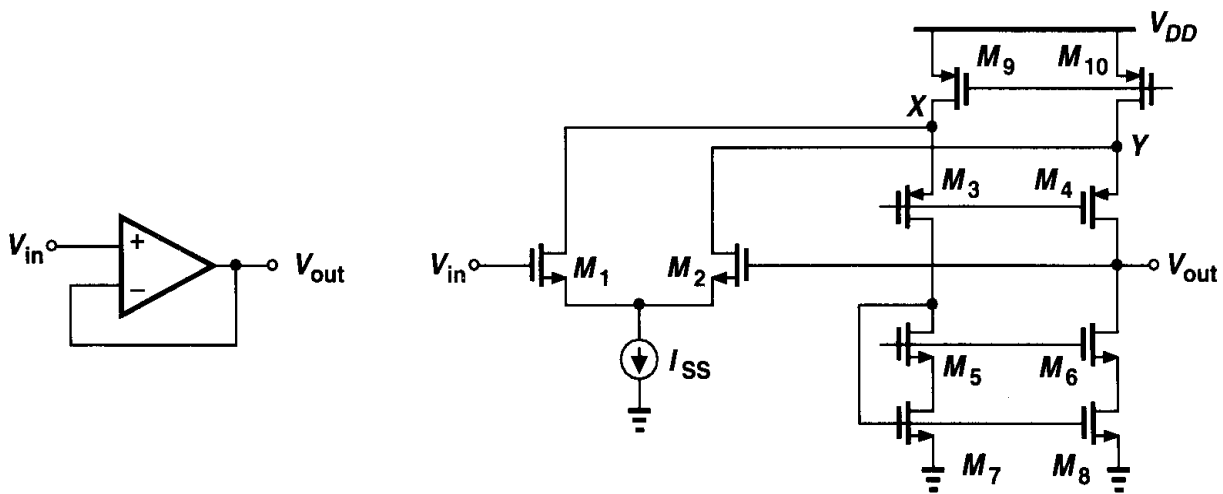 V_in
+
−
V_out
V_DD
M_9
M_10
X
Y
M_3
M_4
V_in
M_1
M_2
V_out
I_SS
M_5
M_6
M_7
M_8